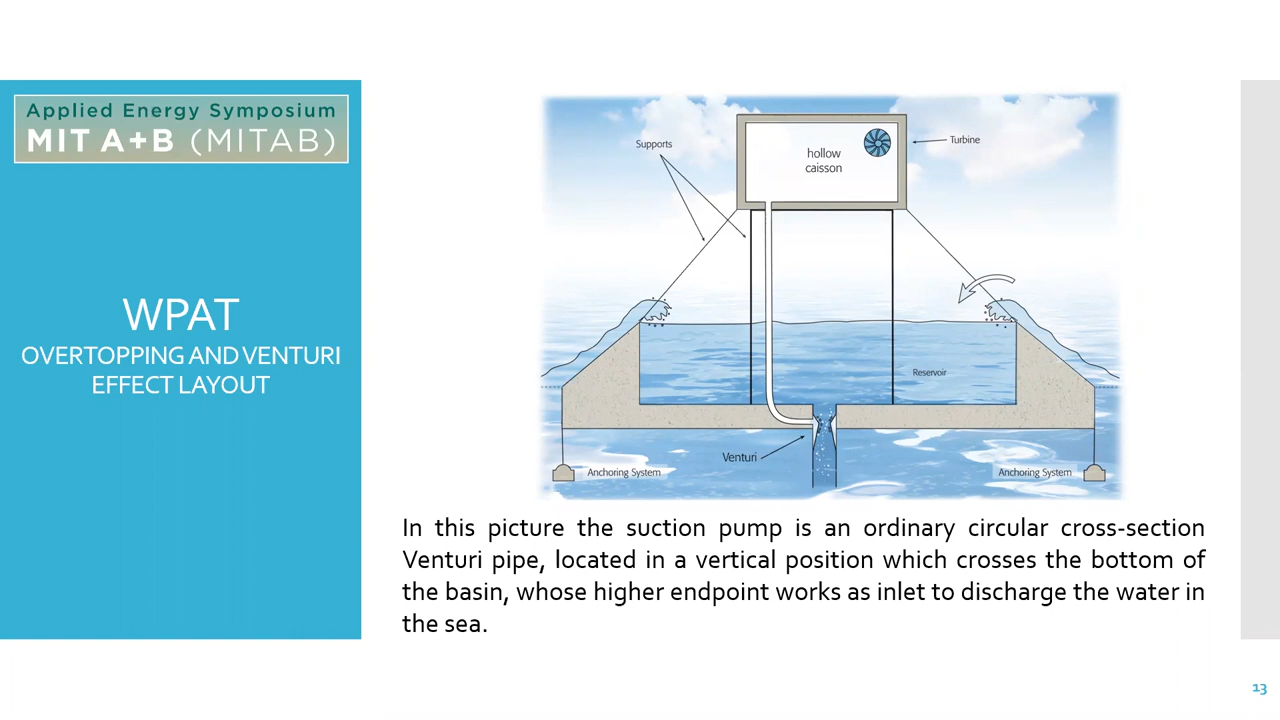 Applied Energy Symposium
MIT A+B (MITAB)
WPAT
OVERTOPPING AND VENTURI
EFFECT LAYOUT
Supports
hollow
caisson
Turbine
Reservoir
Venturi
Anchoring System
Anchoring System
In this picture the suction pump is an ordinary circular cross-section
Venturi pipe, located in a vertical position which crosses the bottom of
the basin, whose higher endpoint works as inlet to discharge the water in
the sea.
13